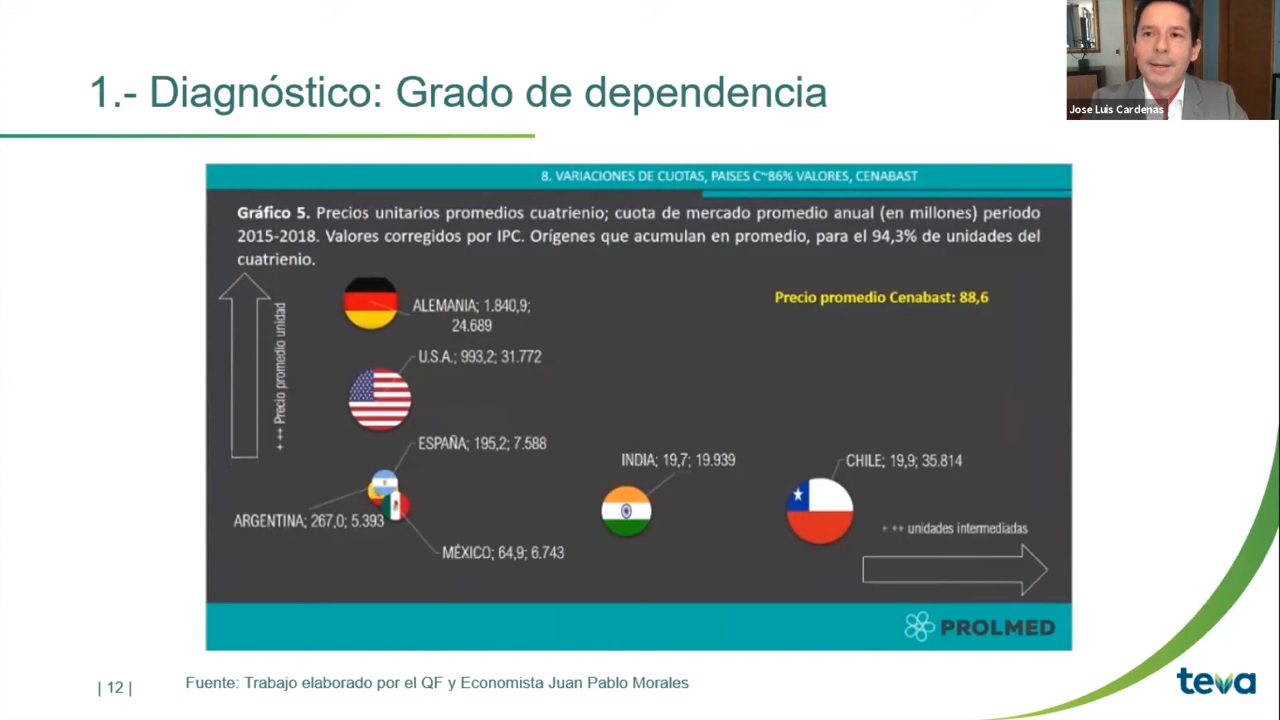 1.- Diagnóstico: Grado de dependencia
Jose Luis Cardenas
8. VARIACIONES DE CUOTAS, PAISES C~86% VALORES, CENABAST
Gráfico 5. Precios unitarios promedios cuatrienio; cuota de mercado promedio anual (en millones) periodo
2015-2018. Valores corregidos por IPC. Orígenes que acumulan en promedio, para el 94,3% de unidades del
cuatrienio.
Precio promedio Cenabast: 88,6
+ ++ Precio promedio unidad
ALEMANIA; 1.840,9;
24.689
U.S.A.; 993,2; 31.772
ESPAÑA; 195,2; 7.588
INDIA; 19,7; 19.939
CHILE; 19,9; 35.814
ARGENTINA; 267,0; 5.393
MÉXICO; 64,9; 6.743
+ ++ unidades intermediadas
PROLMED
| 12 |
Fuente: Trabajo elaborado por el QF y Ecònomista Juan Pablo Morales
teva